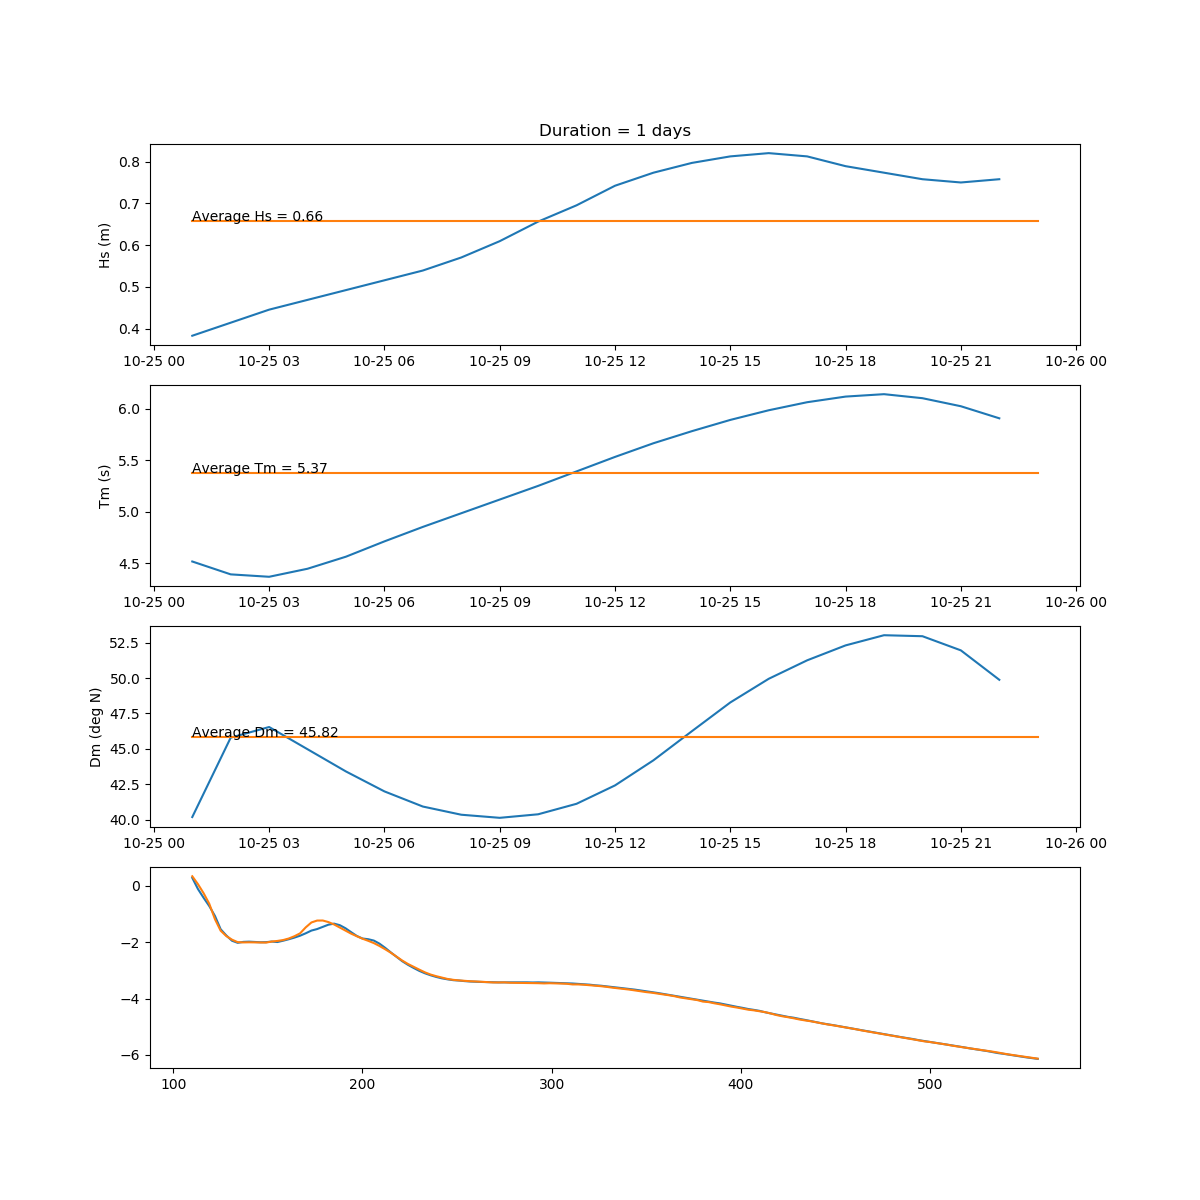 Duration = 1 days
Hs (m)
0.8
0.7
0.6
0.5
0.4
Average Hs = 0.66
10-25 00 10-25 03 10-25 06 10-25 09 10-25 12 10-25 15 10-25 18 10-25 21 10-26 00
Tm (s)
6.0
5.5
5.0
4.5
Average Tm = 5.37
10-25 00 10-25 03 10-25 06 10-25 09 10-25 12 10-25 15 10-25 18 10-25 21 10-26 00
Dm (deg N)
52.5
50.0
47.5
45.0
42.5
40.0
Average Dm = 45.82
10-25 00 10-25 03 10-25 06 10-25 09 10-25 12 10-25 15 10-25 18 10-25 21 10-26 00
0
−2
−4
−6
100 200 300 400 500